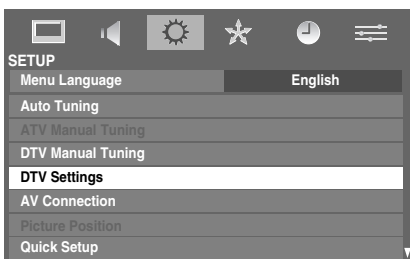 SETUP
Menu Language English
Auto Tuning
ATV Manual Tuning
DTV Manual Tuning
DTV Settings
AV Connection
Picture Position
Quick Setup